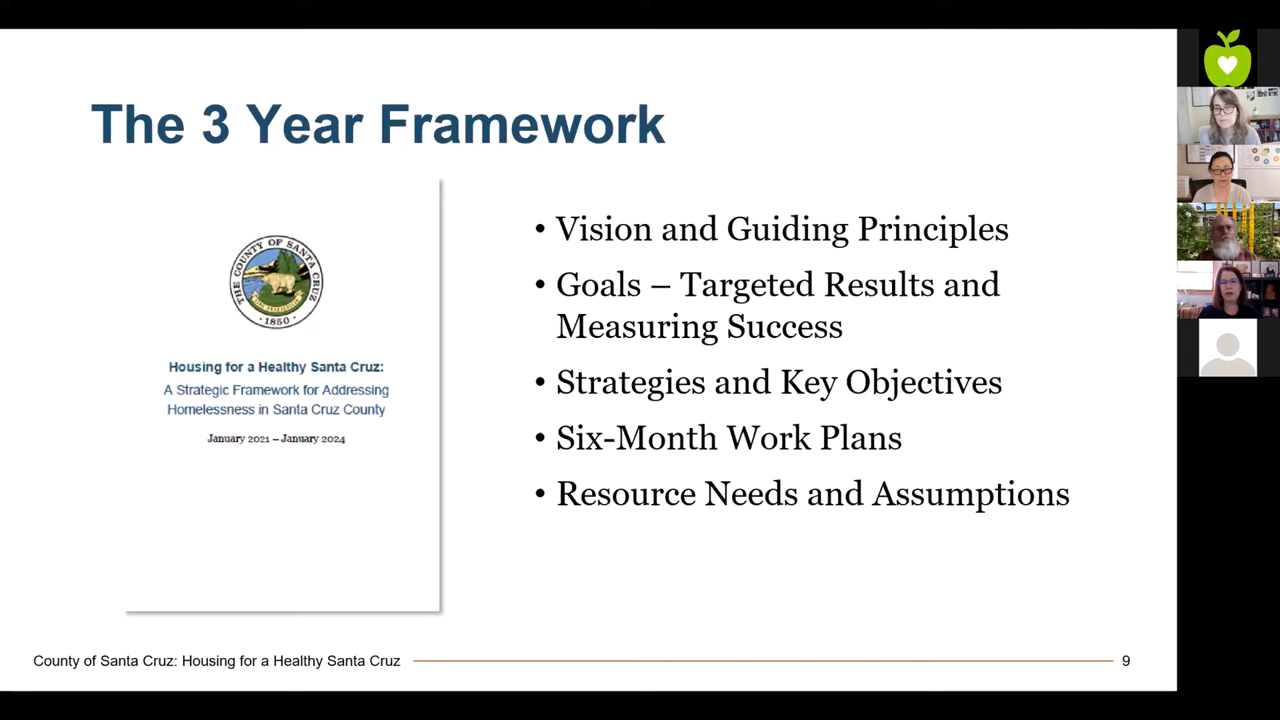 The 3 Year Framework
THE COUNTY OF SANTA CRUZ
1850
Housing for a Healthy Santa Cruz:
A Strategic Framework for Addressing
Homelessness in Santa Cruz County
January 2021 – January 2024
• Vision and Guiding Principles
• Goals – Targeted Results and
Measuring Success
• Strategies and Key Objectives
• Six-Month Work Plans
• Resource Needs and Assumptions
County of Santa Cruz: Housing for a Healthy Santa Cruz
9